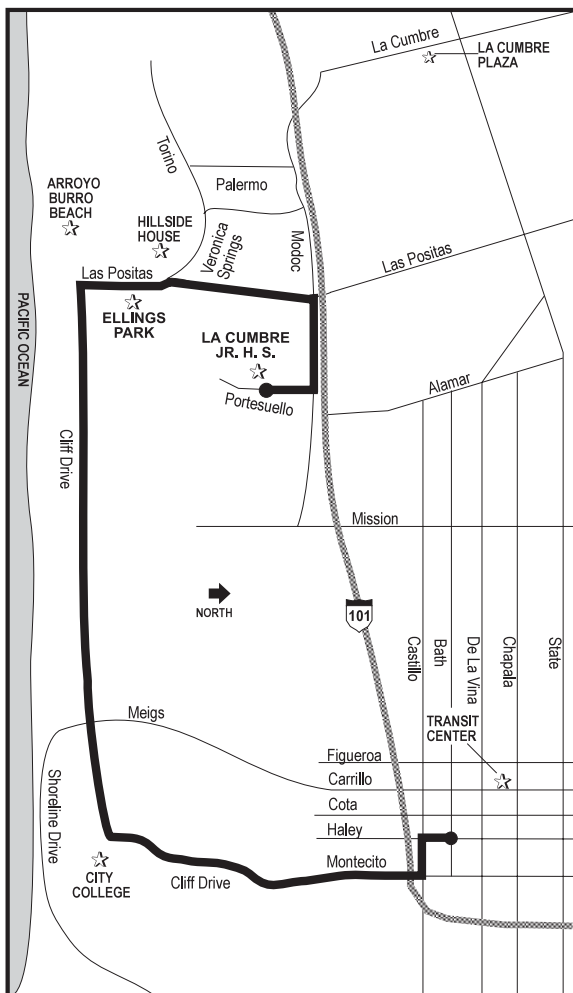 La Cumbre
LA CUMBRE
PLAZA
Torino
Palermo
ARROYO
BURRO
BEACH
HILLSIDE
HOUSE
Veronica
Springs
Modoc
Las Positas
Las Positas
PACIFIC OCEAN
ELLINGS
PARK
LA CUMBRE
JR. H. S.
Portesuello
Alamar
Cliff Drive
Mission
NORTH
101
Castillo
Bath
De La Vina
Chapala
State
Meigs
TRANSIT
CENTER
Figueroa
Carrillo
Shoreline Drive
Cota
Haley
Montecito
CITY
COLLEGE
Cliff Drive